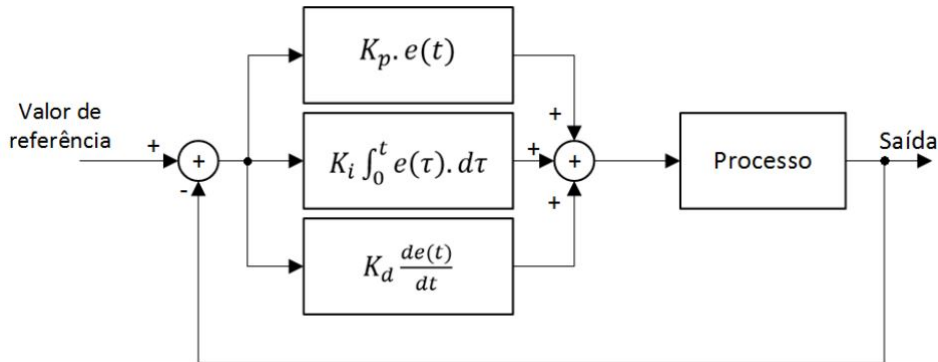 K_p. e(t)
Valor de
referência
+
+
-
K_i ∫_0^t e(τ). dτ
+
+
+
+
Processo
Saída
K_d de(t)/dt